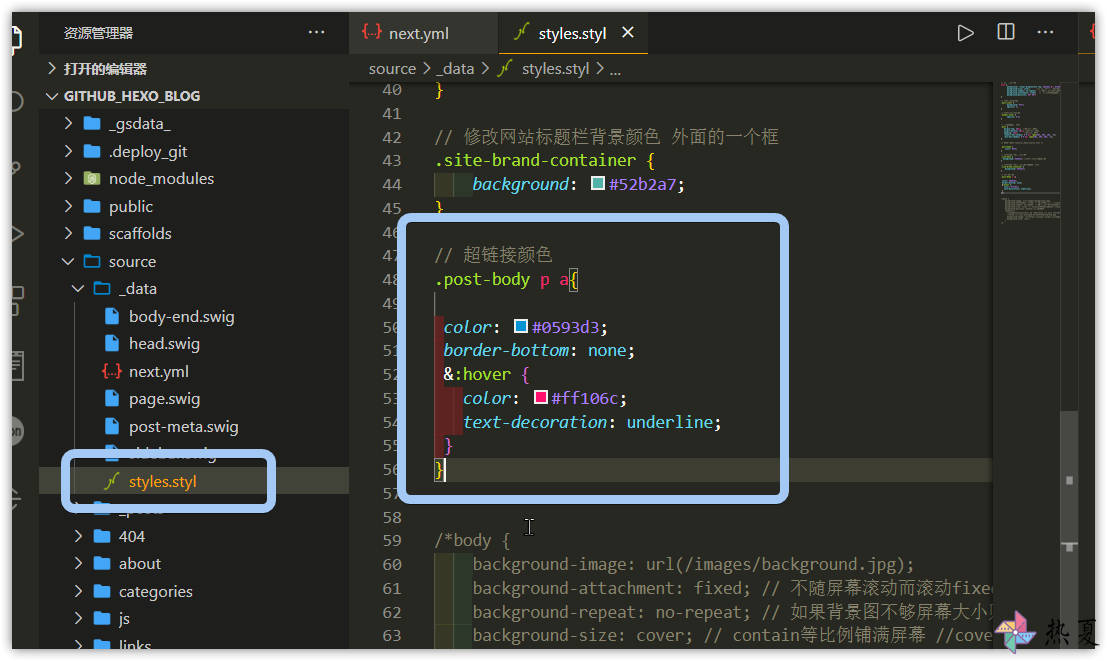 资源管理器 ···
next.yml
styles.styl ×
打开的编辑器
GITHUB_HEXO_BLOG
_gsdata_
.deploy_git
node_modules
public
scaffolds
source
_data
body-end.swig
head.swig
next.yml
page.swig
post-meta.swig
styles.styl
404
about
categories
js
links
source > _data > styles.styl > ...
40 }
41
42 // 修改网站标题栏背景颜色 外面的一个框
43 .site-brand-container {
44 background: #52b2a7;
45 }
46
47 // 超链接颜色
48 .post-body p a{
49
50 color: #0593d3;
51 border-bottom: none;
52 &:hover {
53 color: #ff106c;
54 text-decoration: underline;
55 }
56 }
57
58
59 /*body {
60 background-image: url(/images/background.jpg);
61 background-attachment: fixed; // 不随屏幕滚动而滚动fixe
62 background-repeat: no-repeat; // 如果背景图不够屏幕大小
63 background-size: cover; // contain等比例铺满屏幕 //cove
热夏